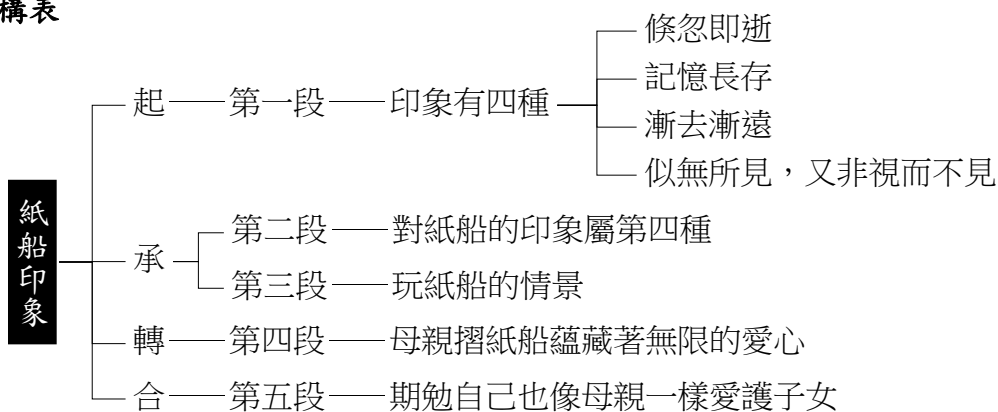 構表
紙船印象
起
第一段
印象有四種
倏忽即逝
記憶長存
漸去漸遠
似無所見，又非視而不見
承
第二段
對紙船的印象屬第四種
第三段
玩紙船的情景
轉
第四段
母親摺紙船蘊藏著無限的愛心
合
第五段
期勉自己也像母親一樣愛護子女